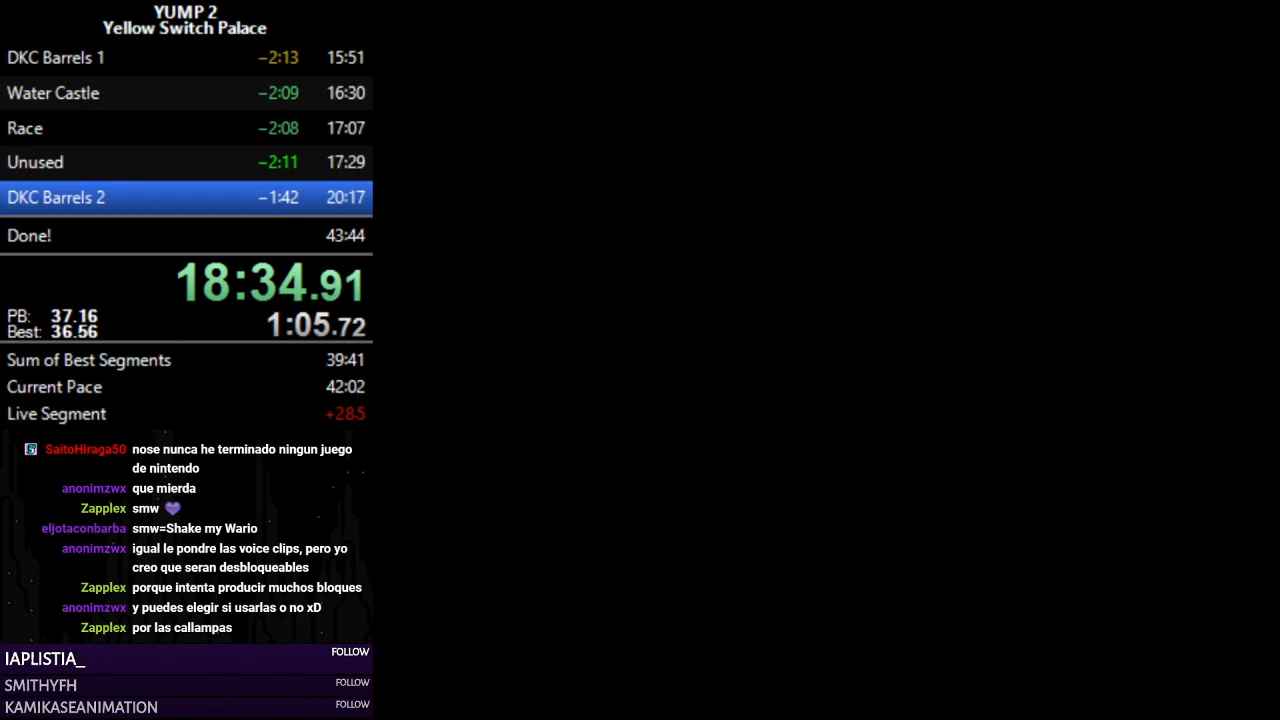 YUMP 2
Yellow Switch Palace
DKC Barrels 1 −2:13 15:51
Water Castle −2:09 16:30
Race −2:08 17:07
Unused −2:11 17:29
DKC Barrels 2 −1:42 20:17
Done! 43:44
18:34.91
PB: 37.16
Best: 36.56
1:05.72
Sum of Best Segments 39:41
Current Pace 42:02
Live Segment +28.5
SaitoHiraga50 nose nunca he terminado ningun juego
de nintendo
anonimzwx que mierda
Zapplex smw 💜
eljotaconbarba smw=Shake my Wario
anonimzwx igual le pondre las voice clips, pero yo
creo que seran desbloqueables
Zapplex porque intenta producir muchos bloques
anonimzwx y puedes elegir si usarlas o no xD
Zapplex por las callampas
IAPLISTIA_ FOLLOW
SMITHYFH FOLLOW
KAMIKASEANIMATION FOLLOW